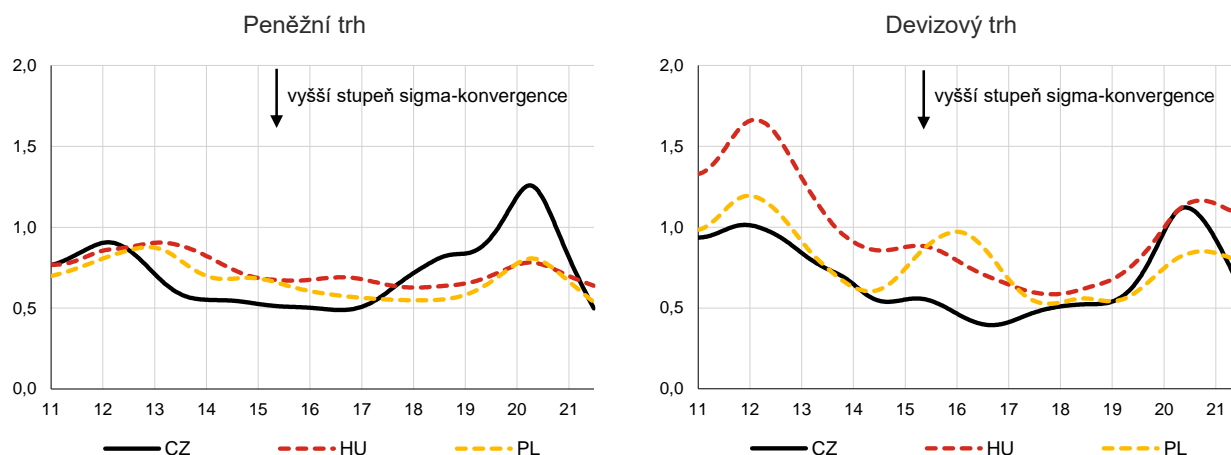 Peněžní trh
2,0
1,5
1,0
0,5
0,0
vyšší stupeň sigma-konvergence
11 12 13 14 15 16 17 18 19 20 21
CZ HU PL
Devizový trh
2,0
1,5
1,0
0,5
0,0
vyšší stupeň sigma-konvergence
11 12 13 14 15 16 17 18 19 20 21
CZ HU PL